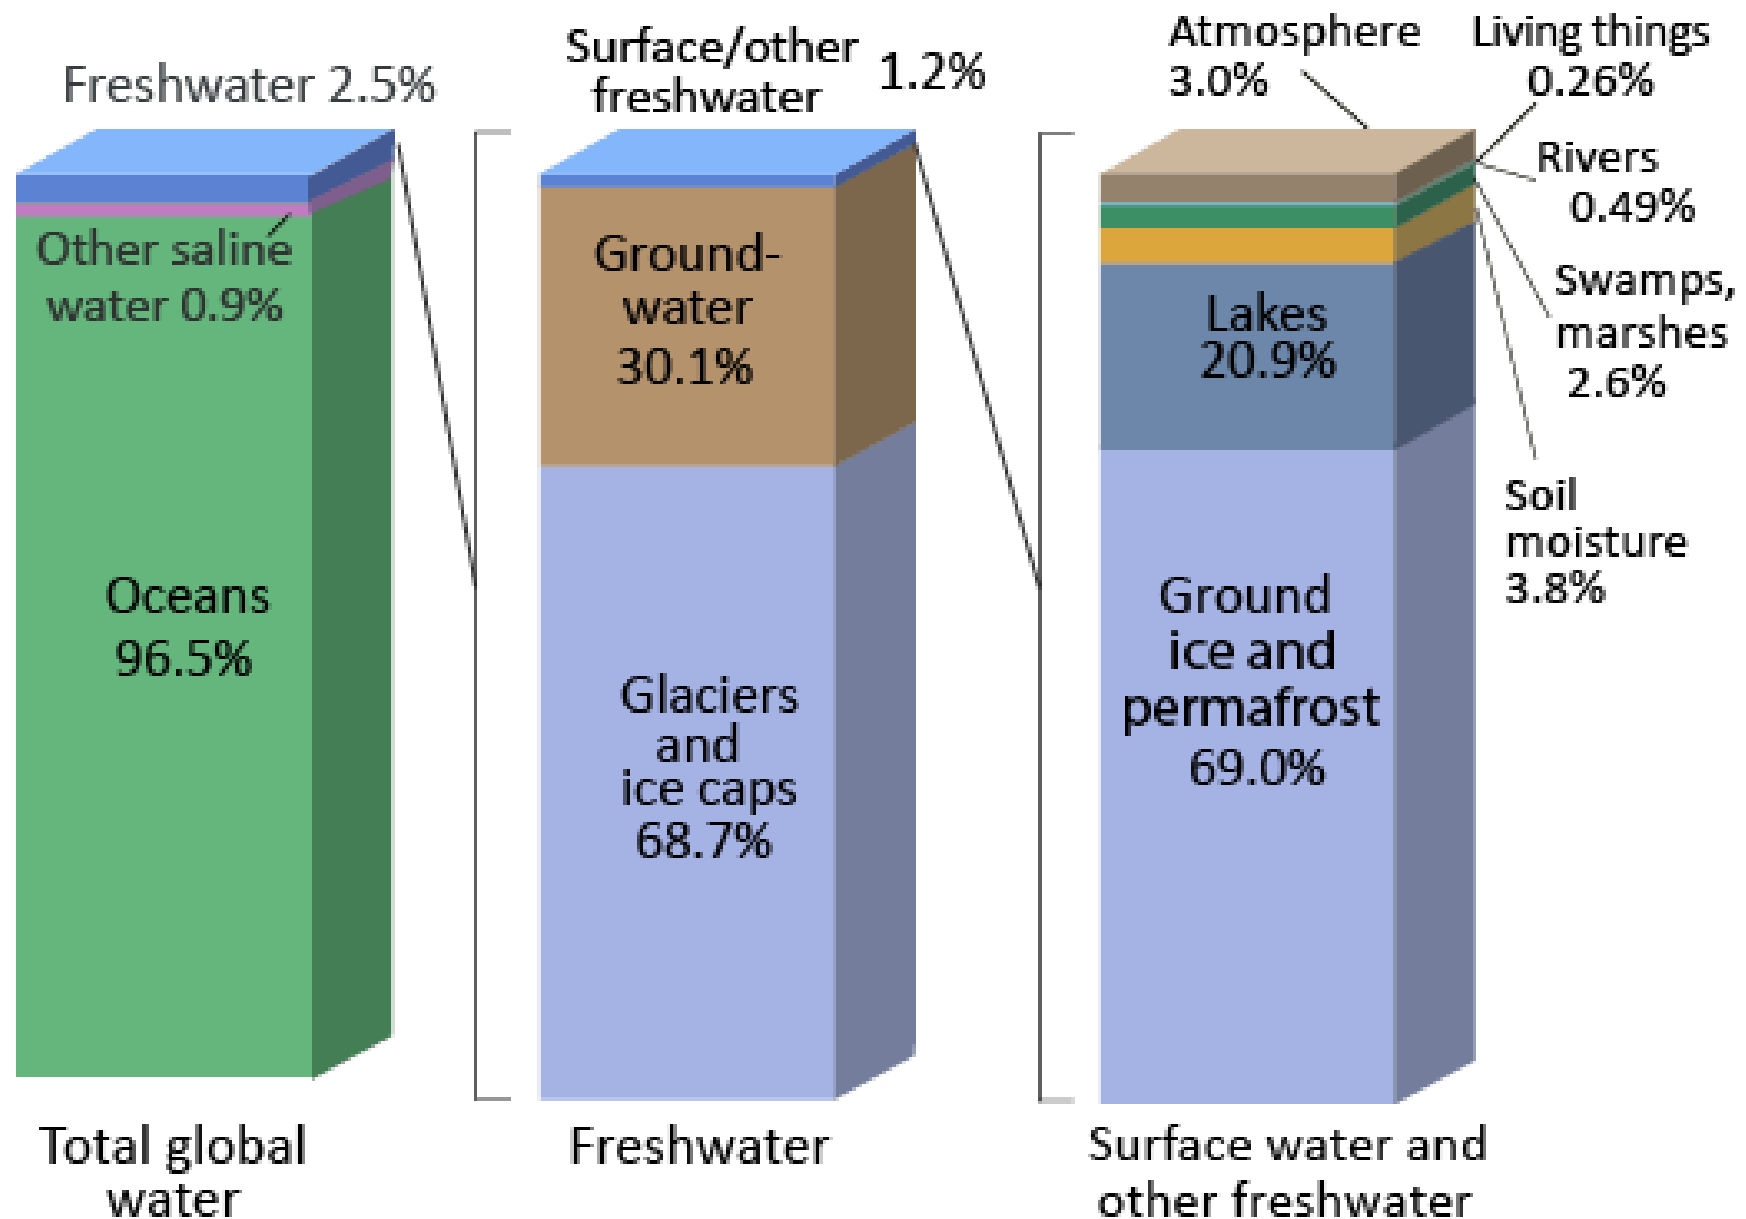 Freshwater 2.5%
Other saline
water 0.9%
Oceans
96.5%
Total global
water
Surface/other
freshwater
1.2%
Ground-
water
30.1%
Glaciers
and
ice caps
68.7%
Freshwater
Atmosphere
3.0%
Living things
0.26%
Rivers
0.49%
Swamps,
marshes
2.6%
Soil
moisture
3.8%
Lakes
20.9%
Ground
ice and
permafrost
69.0%
Surface water and
other freshwater